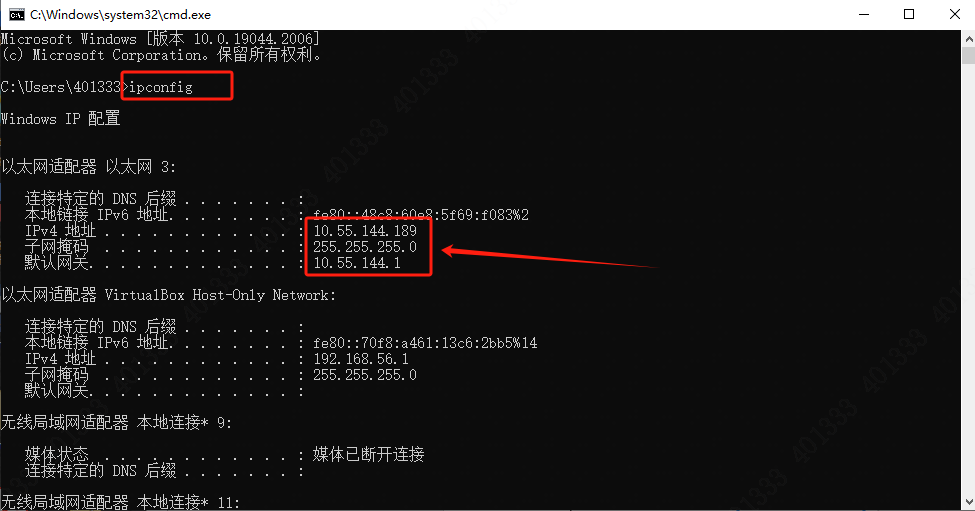 C:\Windows\system32\cmd.exe
Microsoft Windows [版本 10.0.19044.2006]
(c) Microsoft Corporation。保留所有权利。
C:\Users\401333>ipconfig
Windows IP 配置
以太网适配器 以太网 3:
连接特定的 DNS 后缀 . . . . . . . :
本地链接 IPv6 地址. . . . . . . . : fe80::48c8:60e8:5f69:f083%2
IPv4 地址 . . . . . . . . . . . . : 10.55.144.189
子网掩码 . . . . . . . . . . . . : 255.255.255.0
默认网关. . . . . . . . . . . . . : 10.55.144.1
以太网适配器 VirtualBox Host-Only Network:
连接特定的 DNS 后缀 . . . . . . . :
本地链接 IPv6 地址. . . . . . . . : fe80::70f8:a461:13c6:2bb5%14
IPv4 地址 . . . . . . . . . . . . : 192.168.56.1
子网掩码 . . . . . . . . . . . . : 255.255.255.0
默认网关. . . . . . . . . . . . . :
无线局域网适配器 本地连接* 9:
媒体状态 . . . . . . . . . . . . : 媒体已断开连接
连接特定的 DNS 后缀 . . . . . . . :
无线局域网适配器 本地连接* 11: